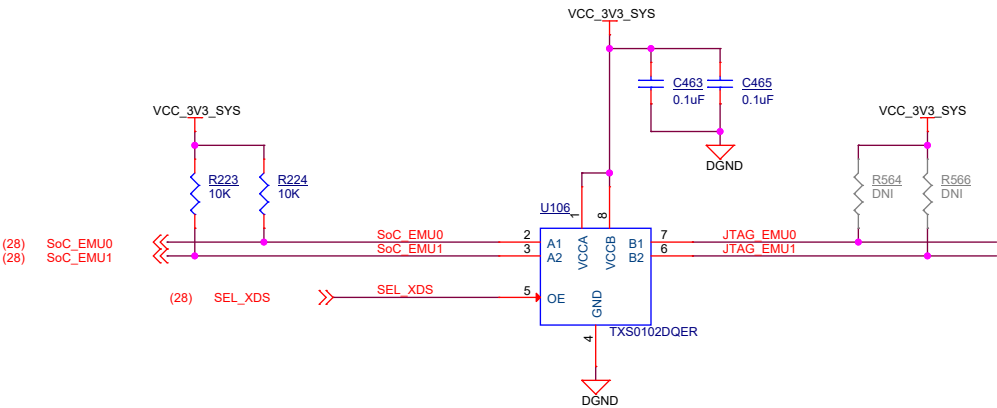 VCC_3V3_SYS
C463
0.1uF
C465
0.1uF
DGND
VCC_3V3_SYS
R223
10K
R224
10K
VCC_3V3_SYS
R564
DNI
R566
DNI
U106
1
8
(28) SoC_EMU0
SoC_EMU0
2
A1
VCCA
VCCB
B1
7
JTAG_EMU0
(28) SoC_EMU1
SoC_EMU1
3
A2
B2
6
JTAG_EMU1
(28) SEL_XDS
SEL_XDS
5
OE
GND
TXS0102DQER
4
DGND